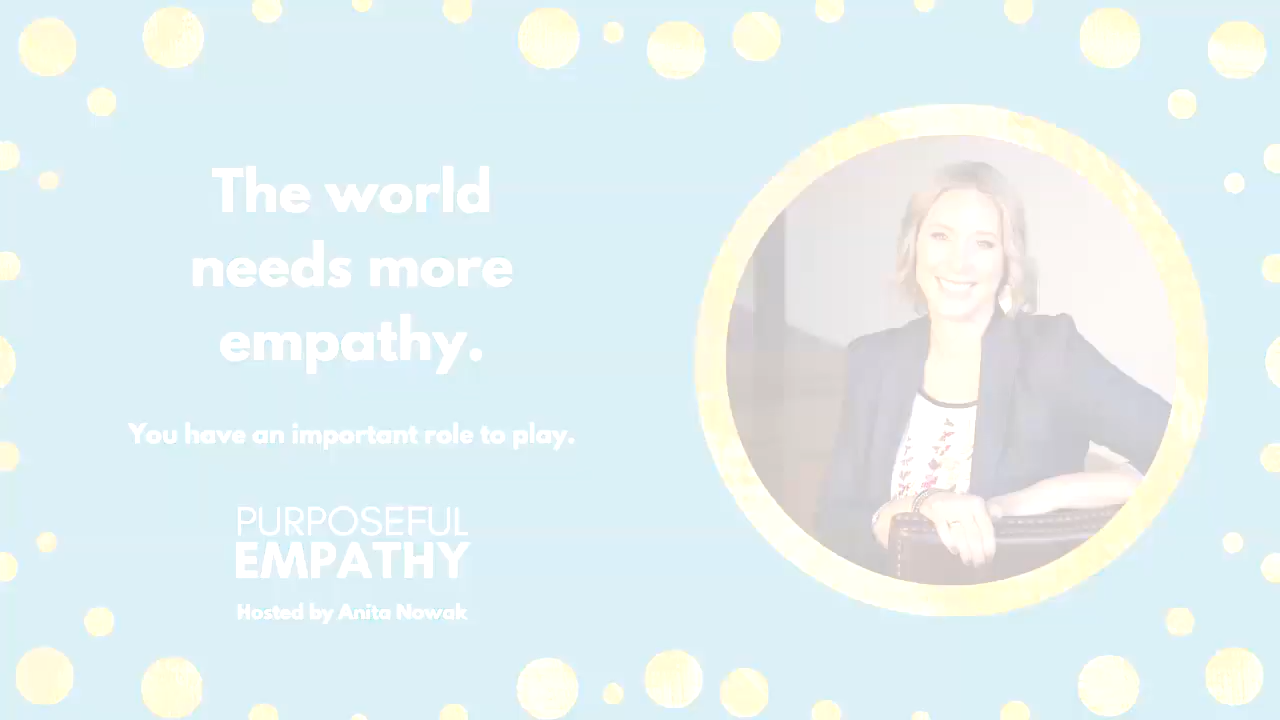 The world
needs more
empathy.
You have an important role to play.
PURPOSEFUL
EMPATHY
Hosted by Anita Nowak